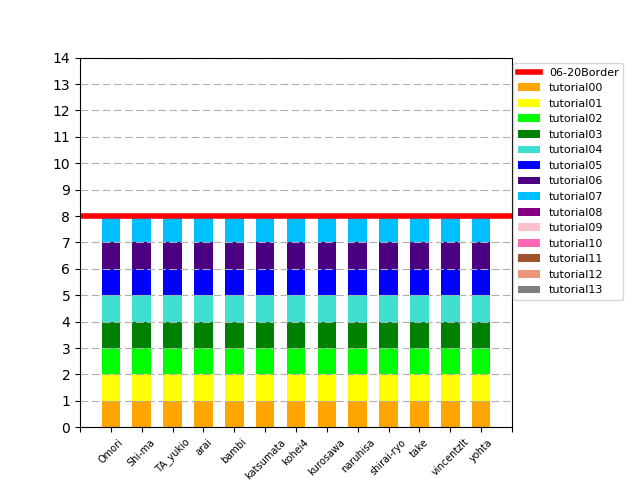 14
13
12
11
10
9
8
7
6
5
4
3
2
1
0
Omori
Shi-ma
TA_yukio
arai
bambi
katsumata
kohei4
kurosawa
naruhisa
shirai-ryo
take
vincentzlt
yohta
06-20Border
tutorial00
tutorial01
tutorial02
tutorial03
tutorial04
tutorial05
tutorial06
tutorial07
tutorial08
tutorial09
tutorial10
tutorial11
tutorial12
tutorial13